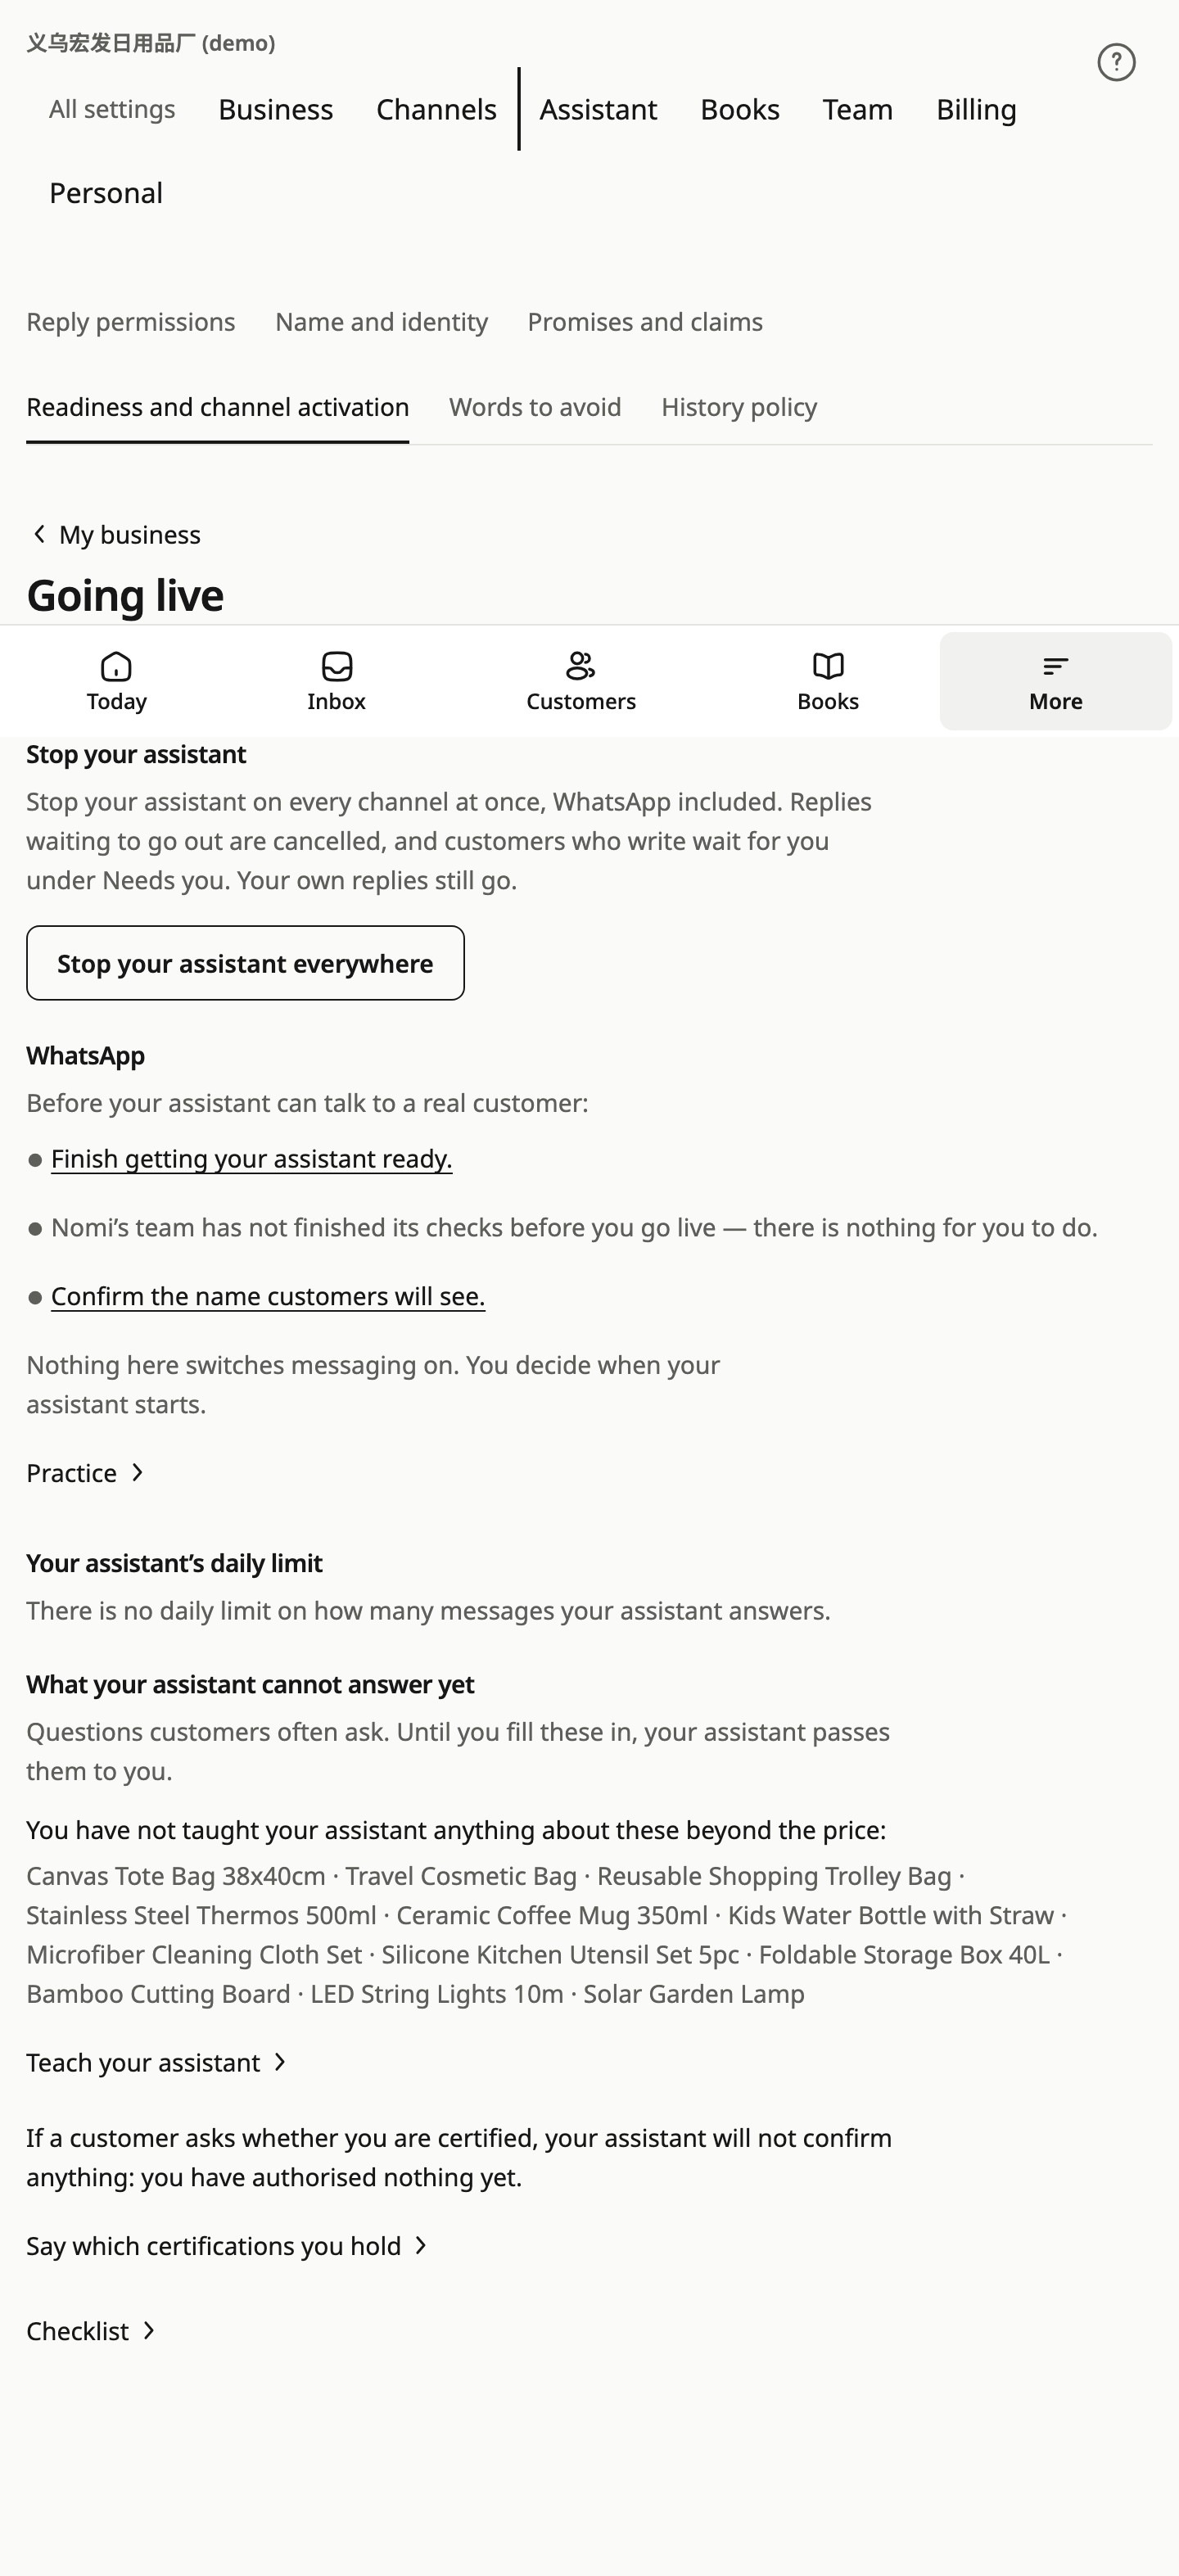 义乌宏发日用品厂 (demo)
?
All settings Business Channels Assistant Books Team Billing
Personal
Reply permissions Name and identity Promises and claims
Readiness and channel activation Words to avoid History policy
My business
Going live
Today Inbox Customers Books More
Stop your assistant
Stop your assistant on every channel at once, WhatsApp included. Replies
waiting to go out are cancelled, and customers who write wait for you
under Needs you. Your own replies still go.
Stop your assistant everywhere
WhatsApp
Before your assistant can talk to a real customer:
Finish getting your assistant ready.
Nomi’s team has not finished its checks before you go live — there is nothing for you to do.
Confirm the name customers will see.
Nothing here switches messaging on. You decide when your
assistant starts.
Practice
Your assistant’s daily limit
There is no daily limit on how many messages your assistant answers.
What your assistant cannot answer yet
Questions customers often ask. Until you fill these in, your assistant passes
them to you.
You have not taught your assistant anything about these beyond the price:
Canvas Tote Bag 38x40cm · Travel Cosmetic Bag · Reusable Shopping Trolley Bag ·
Stainless Steel Thermos 500ml · Ceramic Coffee Mug 350ml · Kids Water Bottle with Straw ·
Microfiber Cleaning Cloth Set · Silicone Kitchen Utensil Set 5pc · Foldable Storage Box 40L ·
Bamboo Cutting Board · LED String Lights 10m · Solar Garden Lamp
Teach your assistant
If a customer asks whether you are certified, your assistant will not confirm
anything: you have authorised nothing yet.
Say which certifications you hold
Checklist